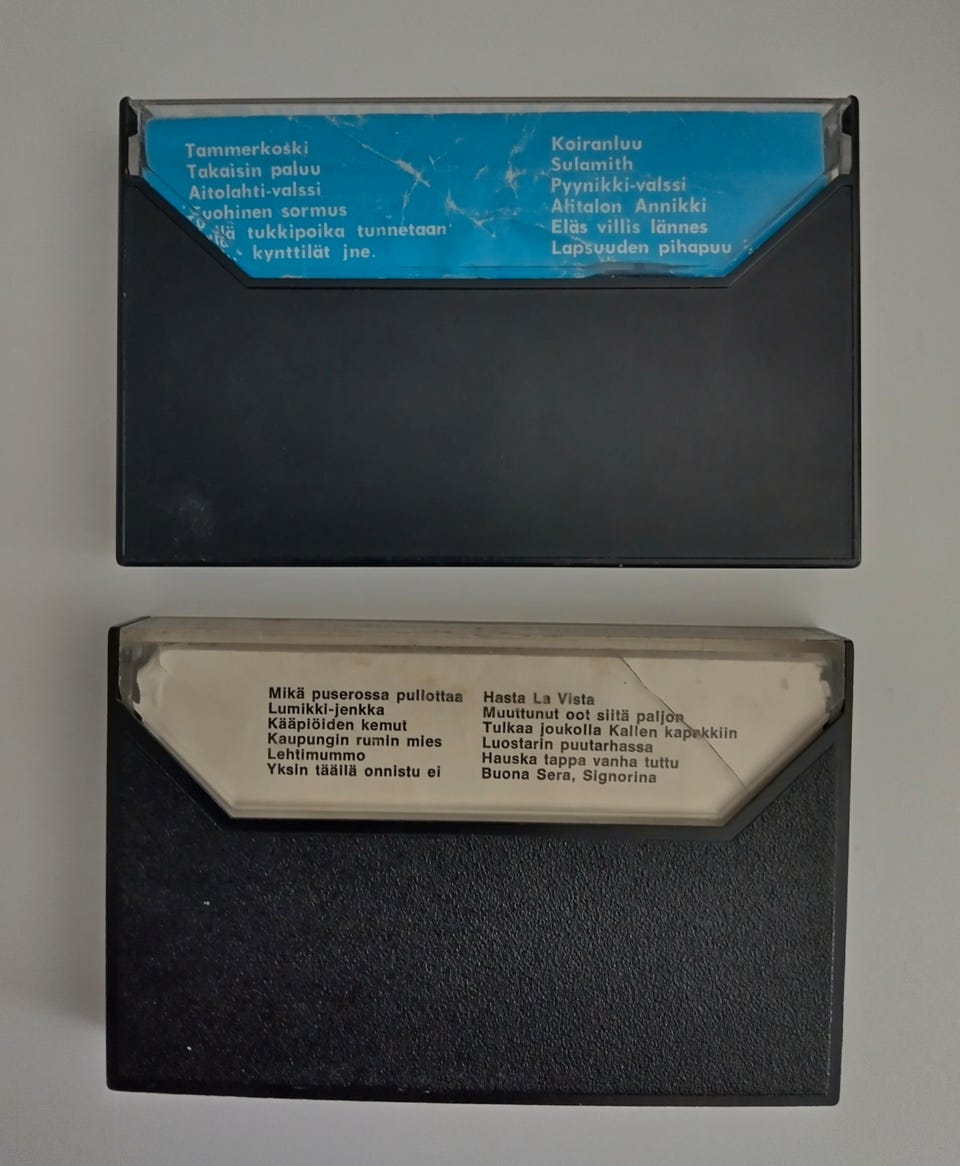 Tammerkoski
Takaisin paluu
Aitolahti-valssi
sormus
tukkipoika tunnetaan
kynttilät jne.
Koiranluu
Sulamith
Pyynikki-valssi
Alitalon Annikki
Eläs villis lännes
Lapsuuden pihapuu
Mikä puserossa pullottaa
Lumikki-jenkka
Kääpiöiden kemut
Kaupungin rumin mies
Lehtimummo
Yksin täällä onnistu ei
Hasta La Vista
Muuttunut oot siitä paljon
Tulkaa joukolla Kallen kapakkiin
Luostarin puutarhassa
Hauska tappa vanha tuttu
Buona Sera, Signorina